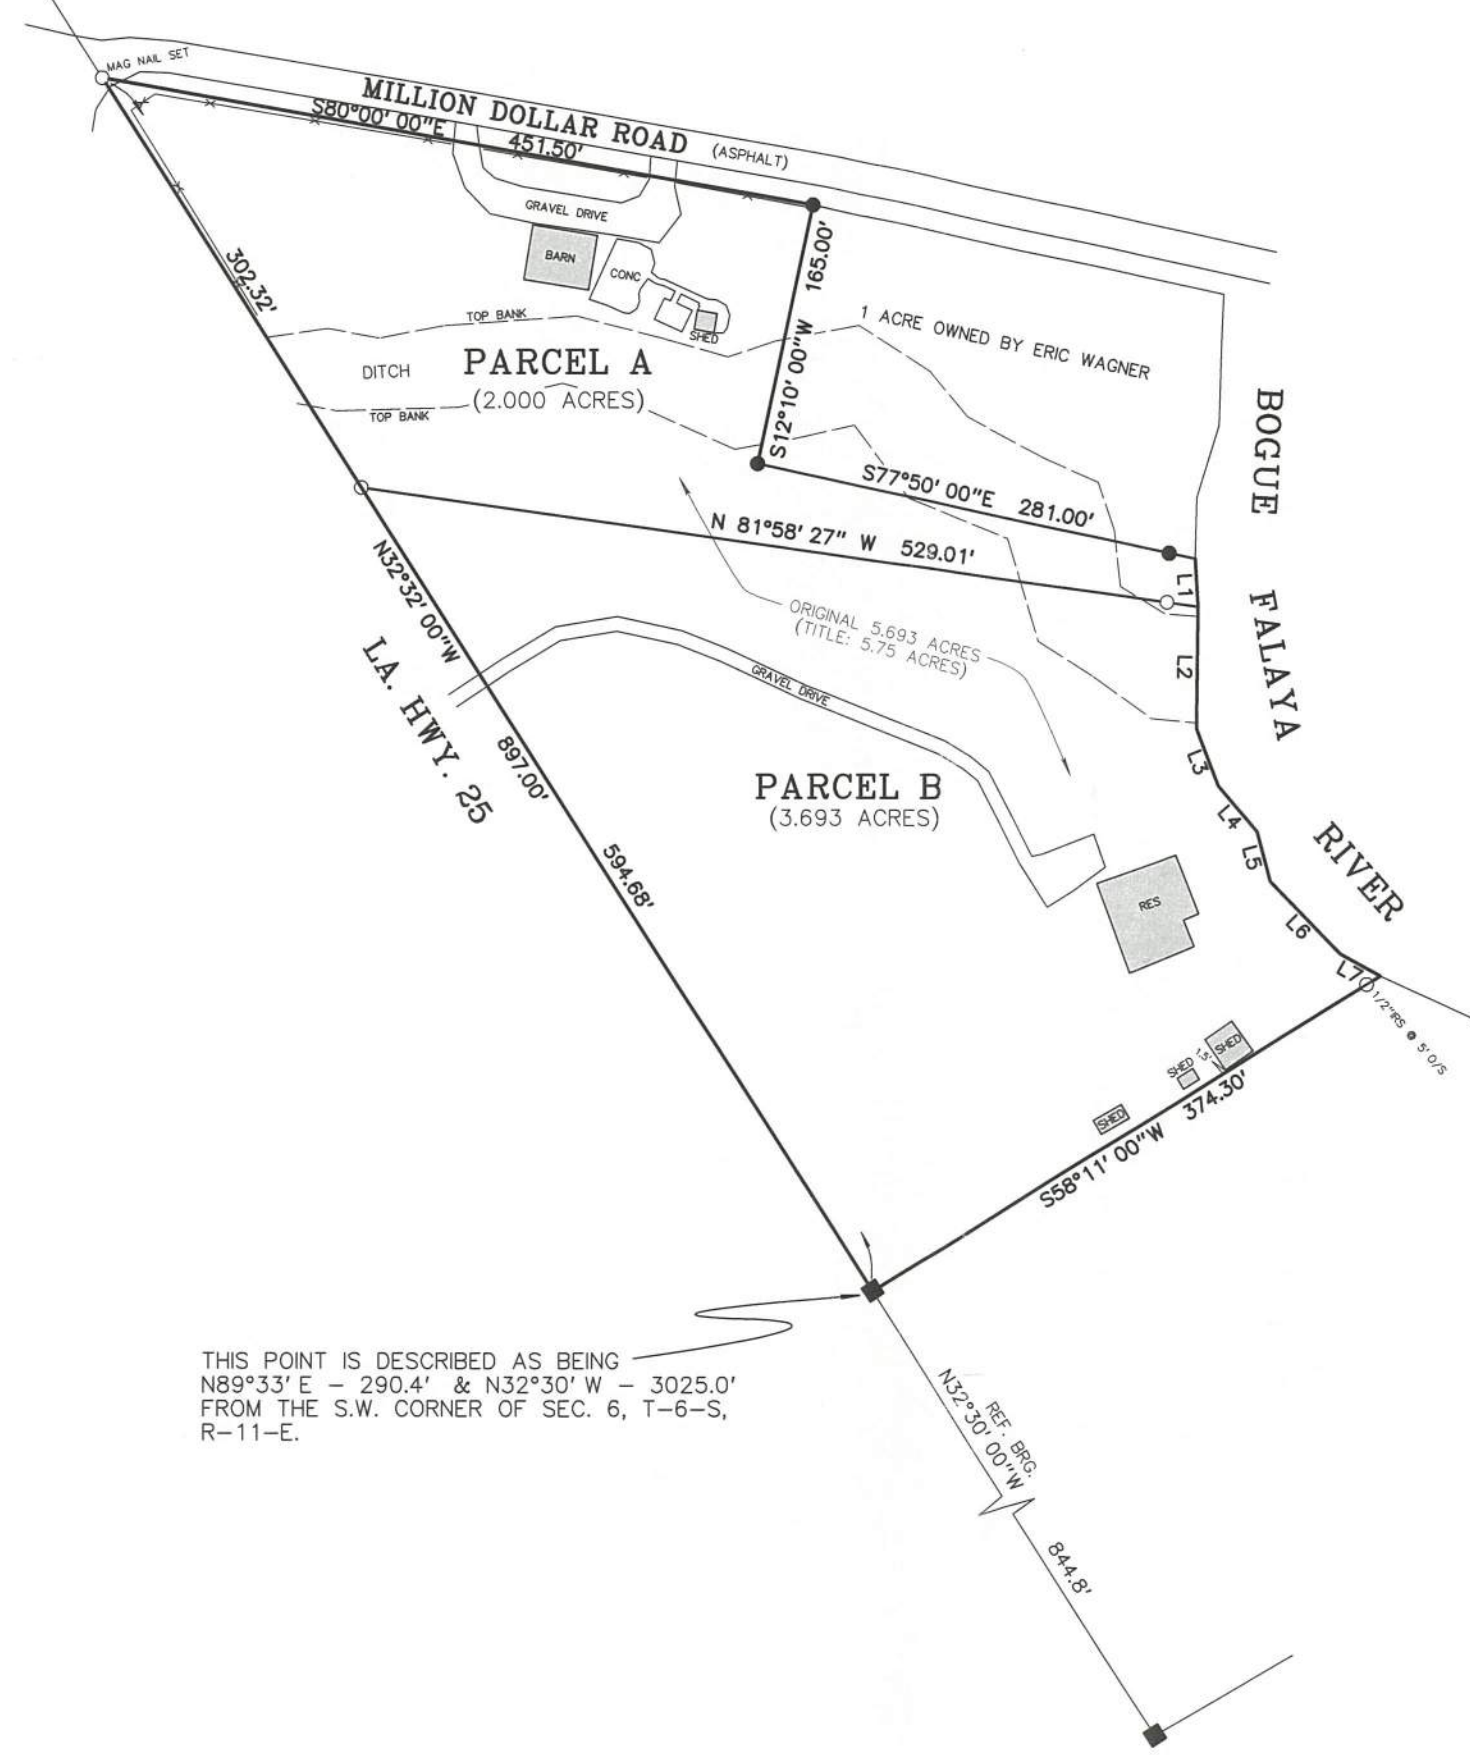 MAG NAIL SET
MILLION DOLLAR ROAD
(ASPHALT)
S80°00' 00"E
451.50'
GRAVEL DRIVE
BARN
CONC
SHED
302.32'
165.00'
S12°10' 00"W
TOP BANK
1 ACRE OWNED BY ERIC WAGNER
DITCH
PARCEL A
(2.000 ACRES)
TOP BANK
BOGUE
FALAYA
RIVER
S77°50' 00"E 281.00'
N 81°58' 27" W 529.01'
L1
L2
L3
L4
L5
L6
L7
N32°32' 00"W
LA. HWY. 25
897.00'
594.68'
ORIGINAL 5.693 ACRES
(TITLE: 5.75 ACRES)
GRAVEL DRIVE
PARCEL B
(3.693 ACRES)
RES
1/2"IRS @ 5' O/S
SHED
1.5'
SHED
SHED
S58°11' 00"W 374.30'
THIS POINT IS DESCRIBED AS BEING
N89°33' E – 290.4' & N32°30' W – 3025.0'
FROM THE S.W. CORNER OF SEC. 6, T–6–S,
R–11–E.
REF. BRG.
N32°30' 00"W
844.8'